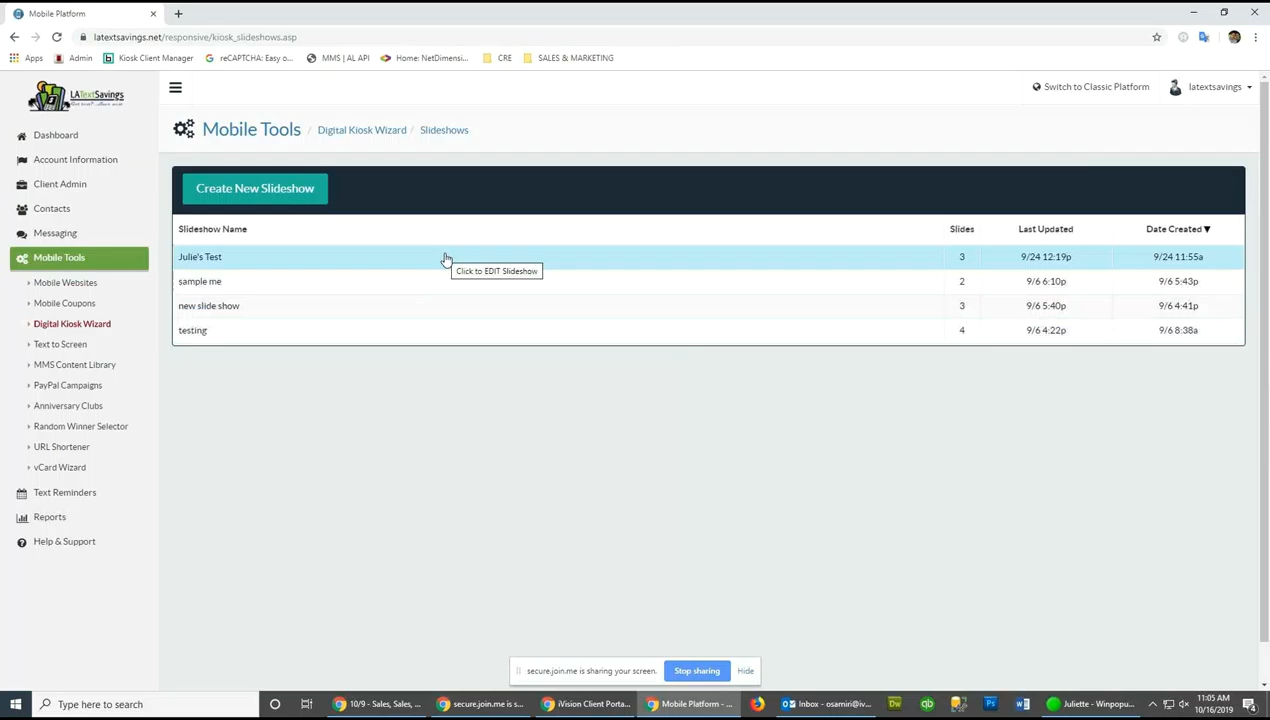 Mobile Platform
latextsavings.net/responsive/kiosk_slideshows.asp
Apps Admin Kiosk Client Manager reCAPTCHA: Easy o... MMS | AL API Home: NetDimensi... CRE SALES & MARKETING
LATextSavings
Switch to Classic Platform latextsavings
Mobile Tools / Digital Kiosk Wizard / Slideshows
Dashboard
Account Information
Client Admin
Contacts
Messaging
Mobile Tools
Mobile Websites
Mobile Coupons
Digital Kiosk Wizard
Text to Screen
MMS Content Library
PayPal Campaigns
Anniversary Clubs
Random Winner Selector
URL Shortener
vCard Wizard
Text Reminders
Reports
Help & Support
Create New Slideshow
Slideshow Name Slides Last Updated Date Created▼
Julie's Test 3 9/24 12:19p 9/24 11:55a
Click to EDIT Slideshow
sample me 2 9/6 6:10p 9/6 5:43p
new slide show 3 9/6 5:40p 9/6 4:41p
testing 4 9/6 4:22p 9/6 8:38a
secure.join.me is sharing your screen. Stop sharing Hide
Type here to search 10/9 - Sales, Sales, ... secure.join.me is s... iVision Client Porta... Mobile Platform - ... Inbox - osamiri@iv... Juliette - Winpopu...
11:05 AM
10/16/2019